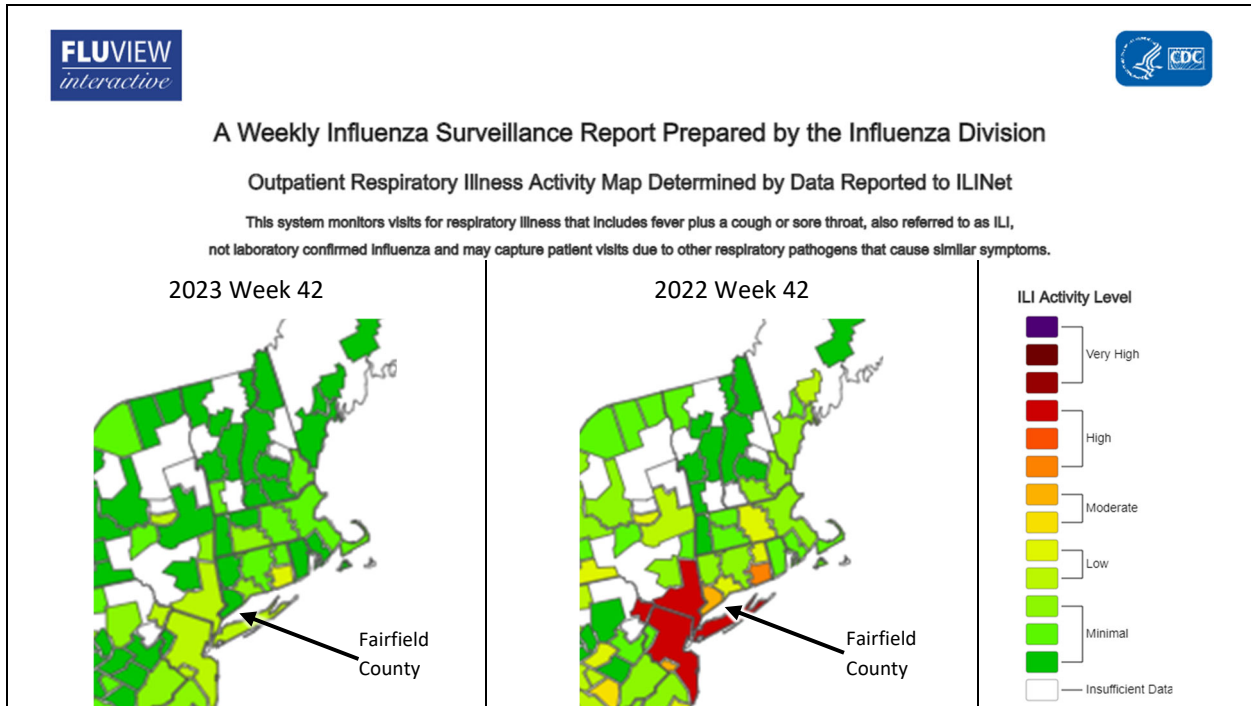 FLUVIEW
interactive
CDC
A Weekly Influenza Surveillance Report Prepared by the Influenza Division
Outpatient Respiratory Illness Activity Map Determined by Data Reported to ILINet
This system monitors visits for respiratory illness that includes fever plus a cough or sore throat, also referred to as ILI,
not laboratory confirmed influenza and may capture patient visits due to other respiratory pathogens that cause similar symptoms.
2023 Week 42
Fairfield
County
2022 Week 42
Fairfield
County
ILI Activity Level
Very High
High
Moderate
Low
Minimal
Insufficient Data